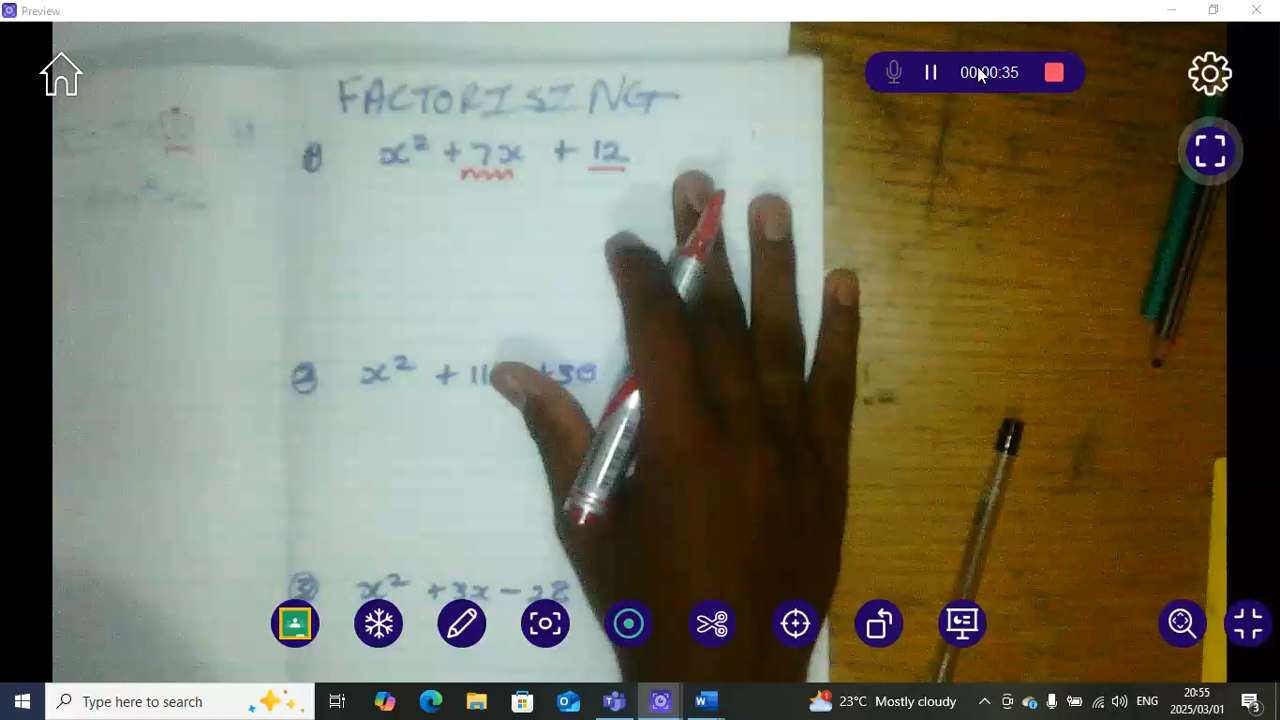 Preview
00:00:35
FACTORISING
① x² + 7x + 12
② x² + 11
③ x² + 3x - 28
Type here to search
23°C Mostly cloudy
ENG
20:55
2025/03/01
3